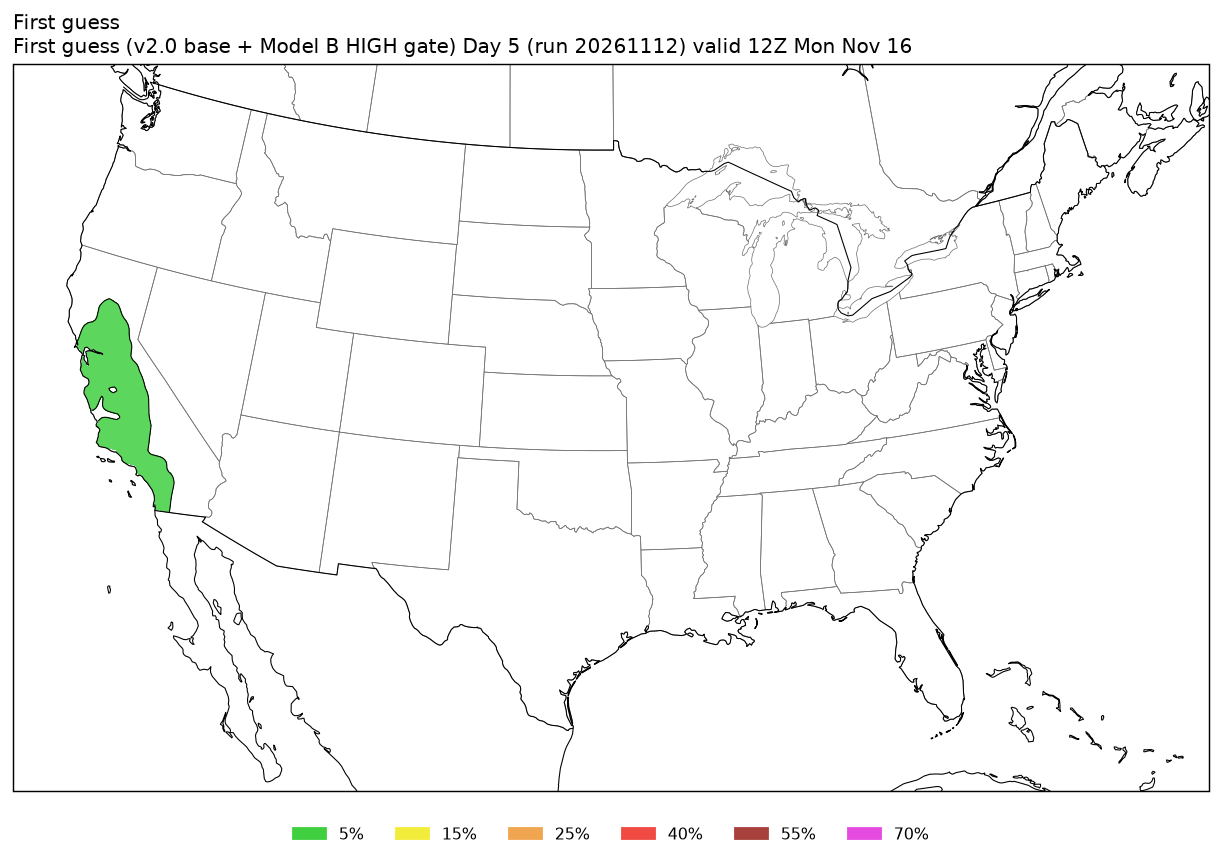 First guess
First guess (v2.0 base + Model B HIGH gate) Day 5 (run 20261112) valid 12Z Mon Nov 16
5% 15% 25% 40% 55% 70%